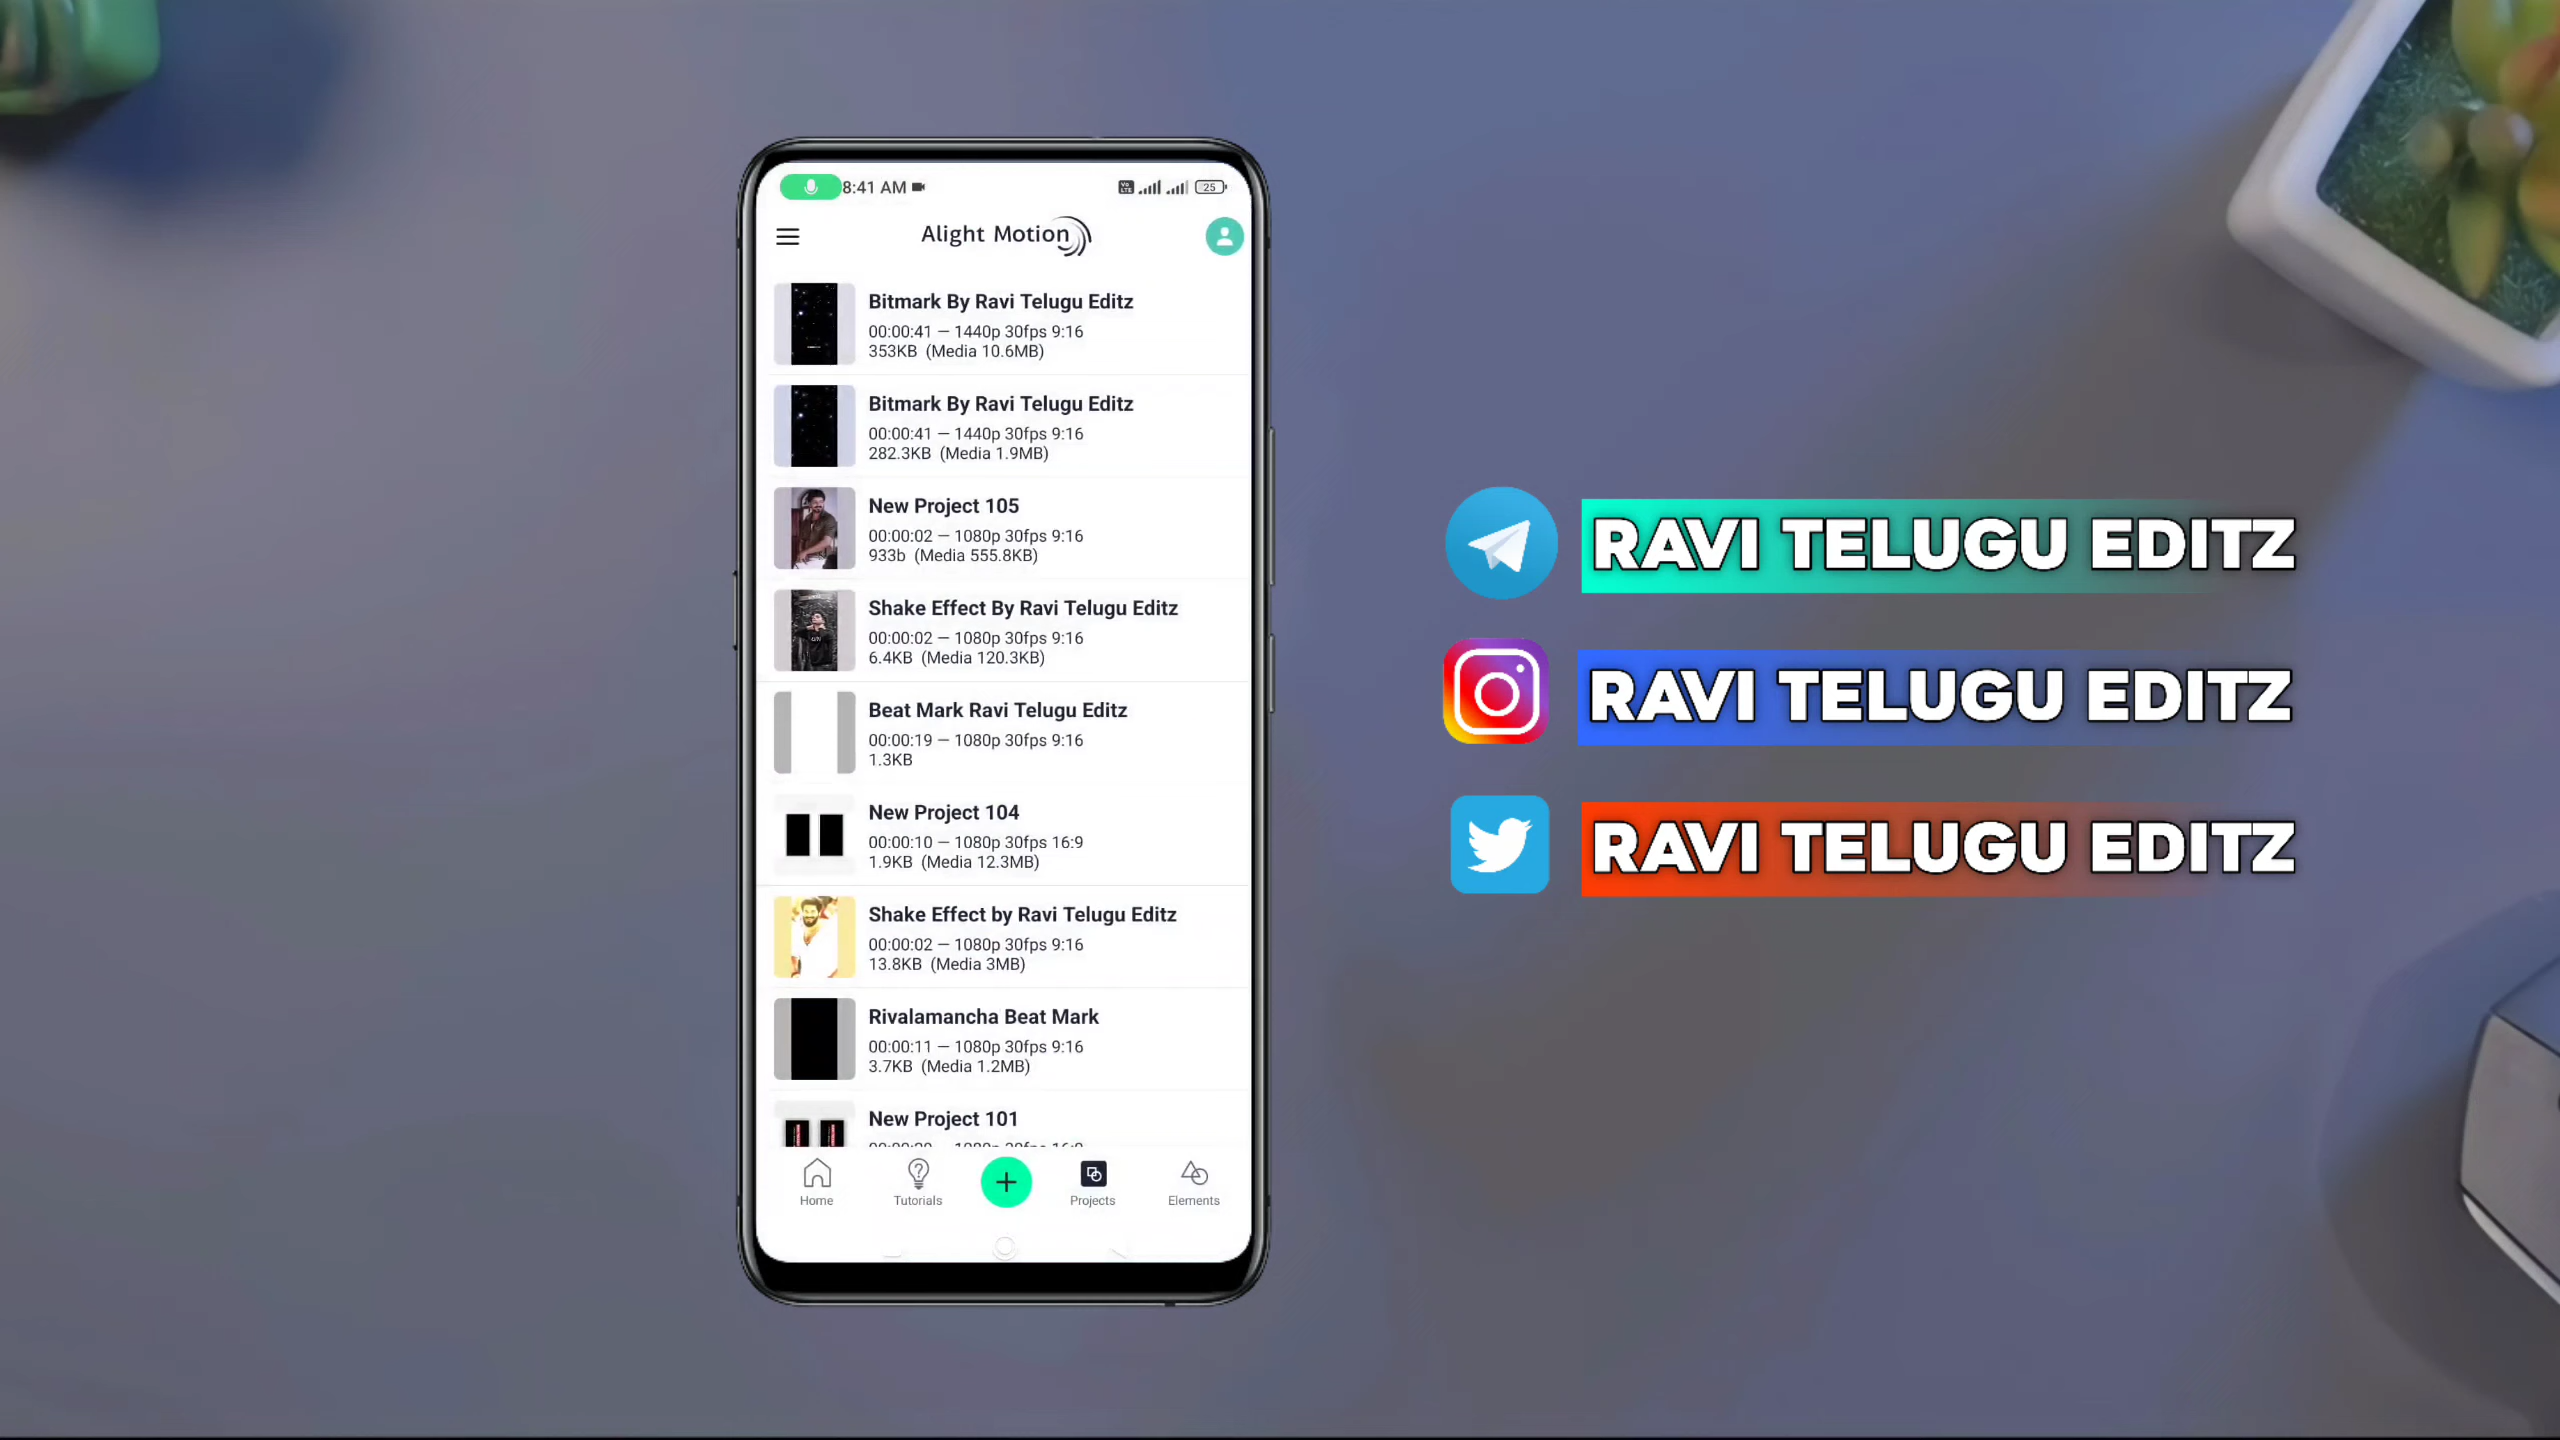 8:41 AM
Vo LTE
25
Alight Motion
Bitmark By Ravi Telugu Editz
00:00:41 — 1440p 30fps 9:16
353KB (Media 10.6MB)
Bitmark By Ravi Telugu Editz
00:00:41 — 1440p 30fps 9:16
282.3KB (Media 1.9MB)
New Project 105
00:00:02 — 1080p 30fps 9:16
933b (Media 555.8KB)
Shake Effect By Ravi Telugu Editz
00:00:02 — 1080p 30fps 9:16
6.4KB (Media 120.3KB)
Beat Mark Ravi Telugu Editz
00:00:19 — 1080p 30fps 9:16
1.3KB
New Project 104
00:00:10 — 1080p 30fps 16:9
1.9KB (Media 12.3MB)
Shake Effect by Ravi Telugu Editz
00:00:02 — 1080p 30fps 9:16
13.8KB (Media 3MB)
Rivalamancha Beat Mark
00:00:11 — 1080p 30fps 9:16
3.7KB (Media 1.2MB)
New Project 101
Home
Tutorials
Projects
Elements
RAVI TELUGU EDITZ
RAVI TELUGU EDITZ
RAVI TELUGU EDITZ